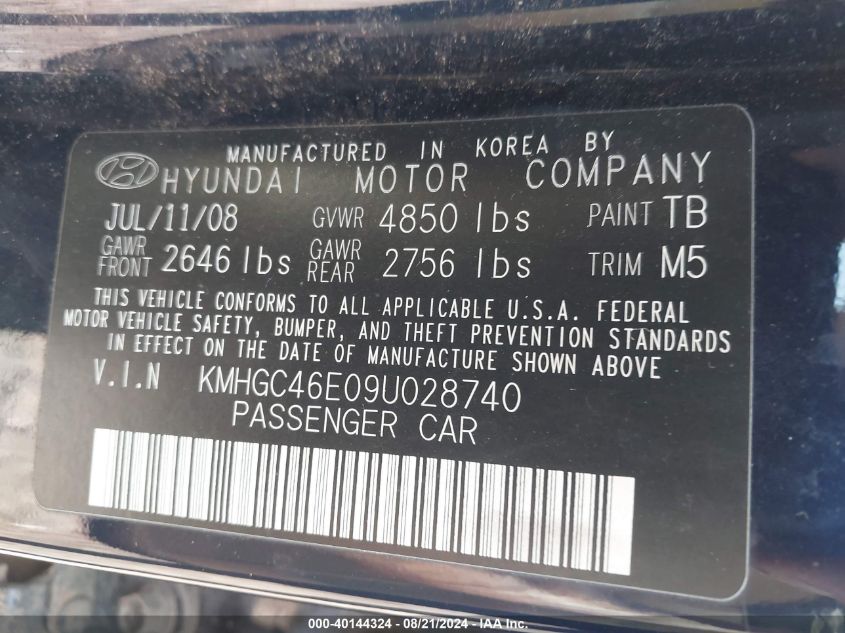 MANUFACTURED IN KOREA BY
HYUNDAI MOTOR COMPANY
JUL/11/08 GVWR 4850 lbs PAINT TB
GAWR FRONT 2646 lbs GAWR REAR 2756 lbs TRIM M5
THIS VEHICLE CONFORMS TO ALL APPLICABLE U.S.A. FEDERAL
MOTOR VEHICLE SAFETY, BUMPER, AND THEFT PREVENTION STANDARDS
IN EFFECT ON THE DATE OF MANUFACTURE SHOWN ABOVE
V.I.N KMHGC46E09U028740
PASSENGER CAR
000-40144324 - 08/21/2024 - © IAA, Inc.